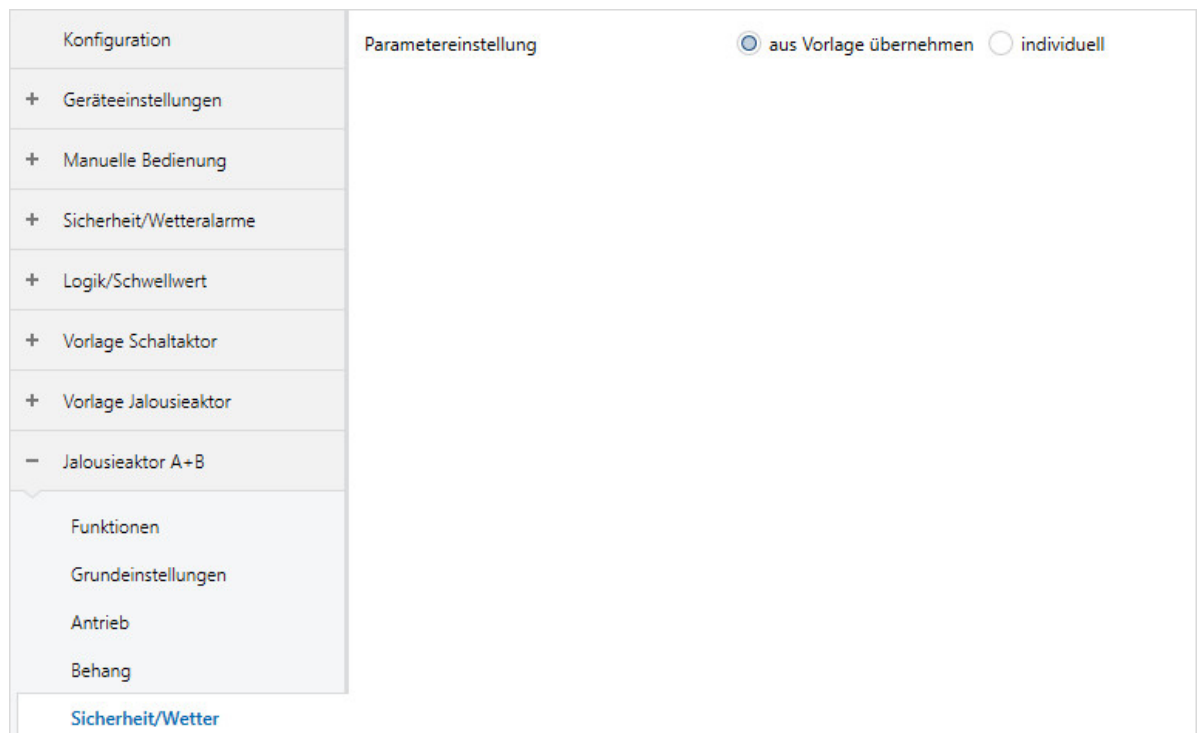 Konfiguration
Parametereinstellung
aus Vorlage übernehmen
individuell
+ Geräteeinstellungen
+ Manuelle Bedienung
+ Sicherheit/Wetteralarme
+ Logik/Schwellwert
+ Vorlage Schaltaktor
+ Vorlage Jalousieaktor
− Jalousieaktor A+B
Funktionen
Grundeinstellungen
Antrieb
Behang
Sicherheit/Wetter